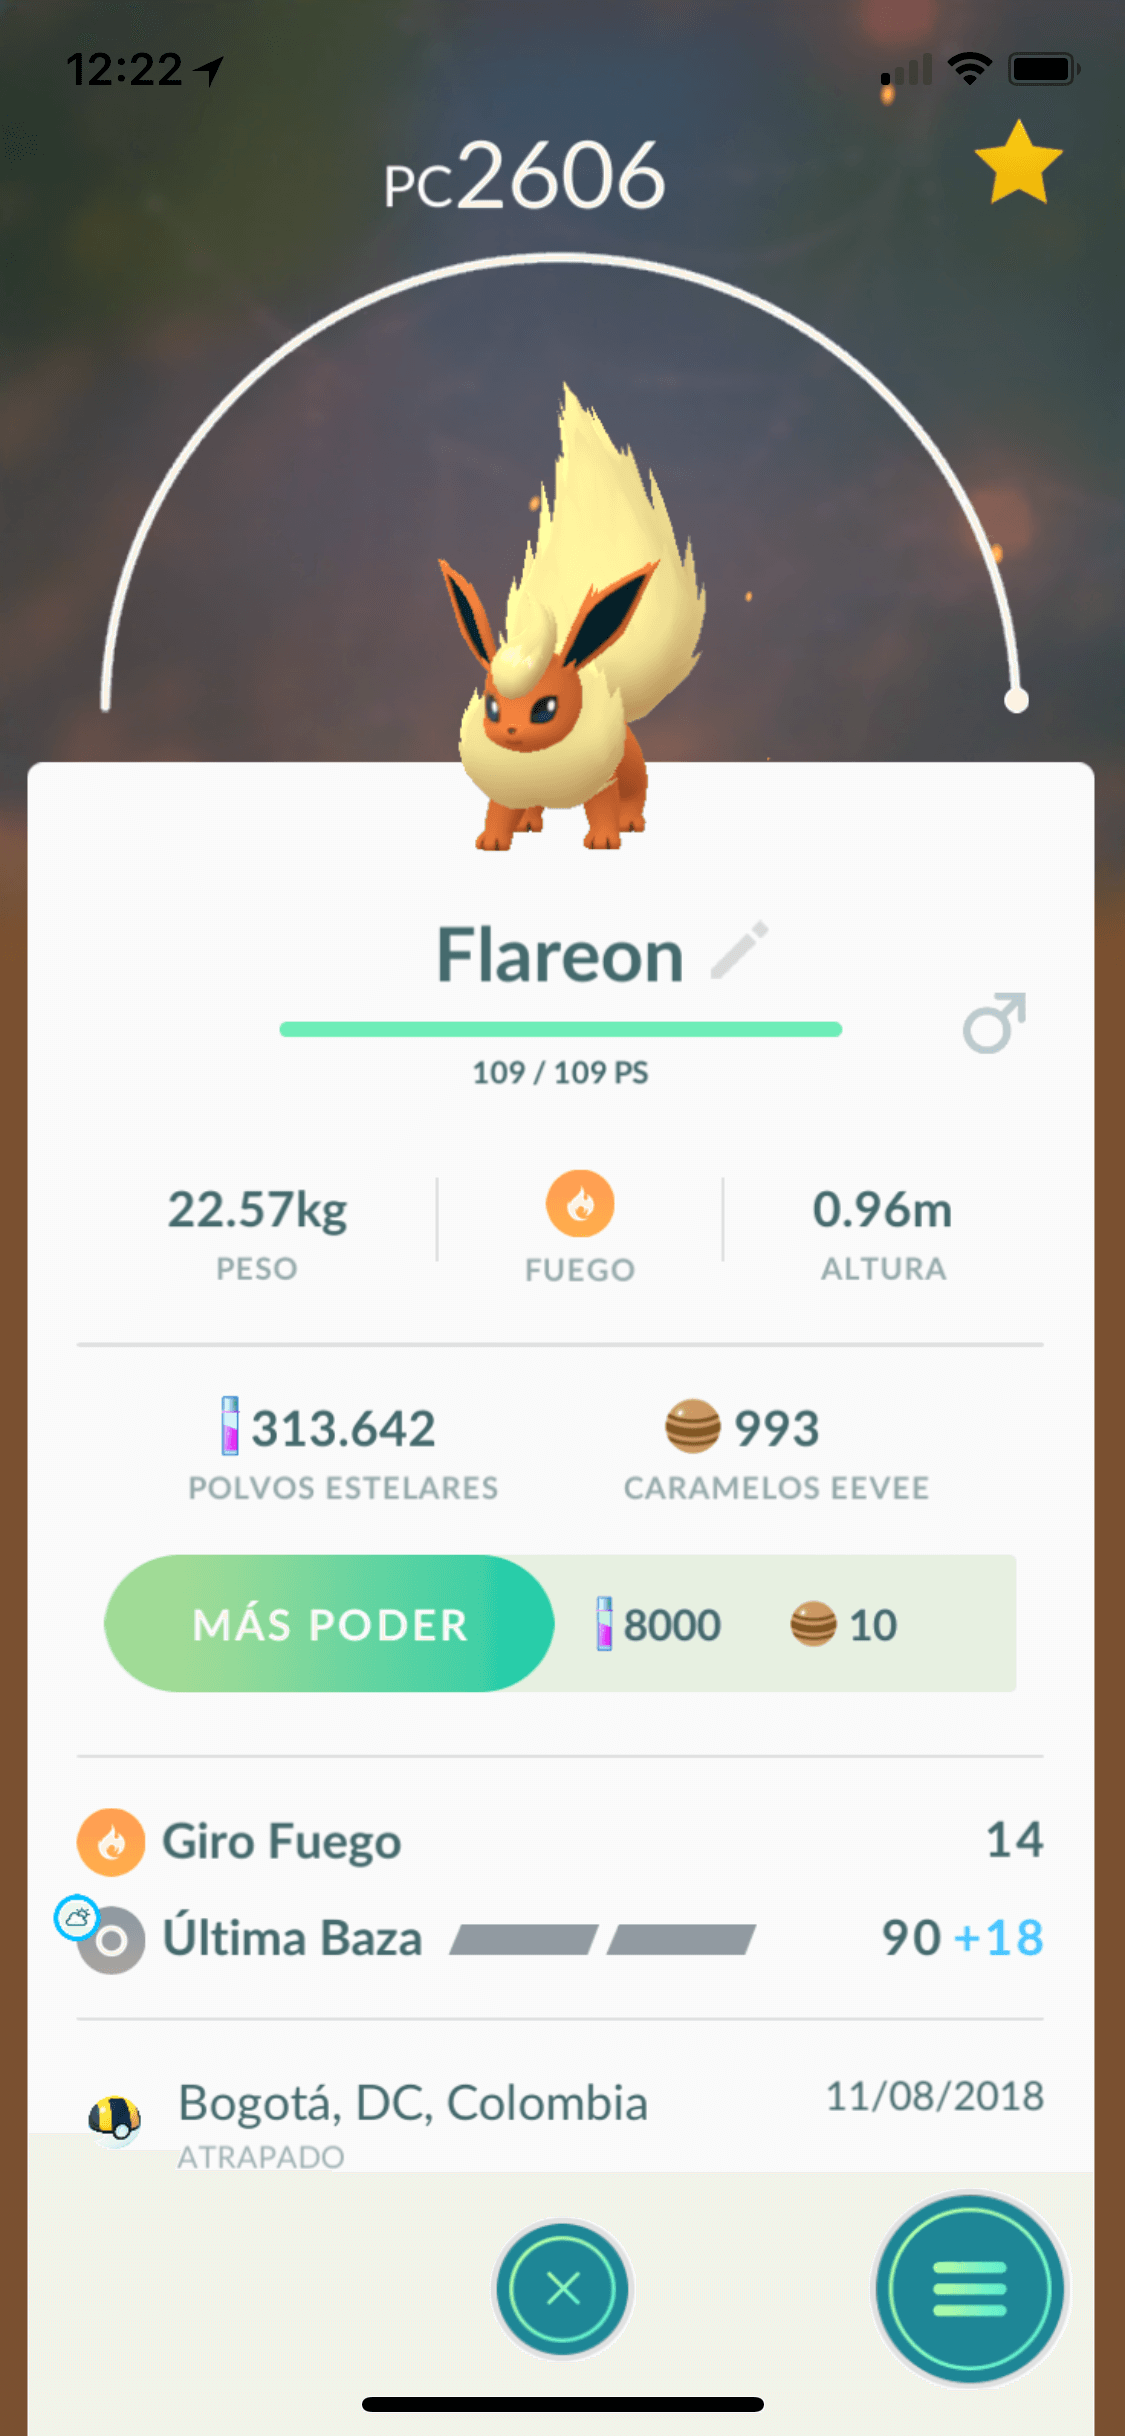 12:22
PC2606
Flareon
109 / 109 PS
22.57kg
PESO
FUEGO
0.96m
ALTURA
313.642
POLVOS ESTELARES
993
CARAMELOS EEVEE
MÁS PODER
8000
10
Giro Fuego 14
Última Baza 90 +18
Bogotá, DC, Colombia 11/08/2018
ATRAPADO